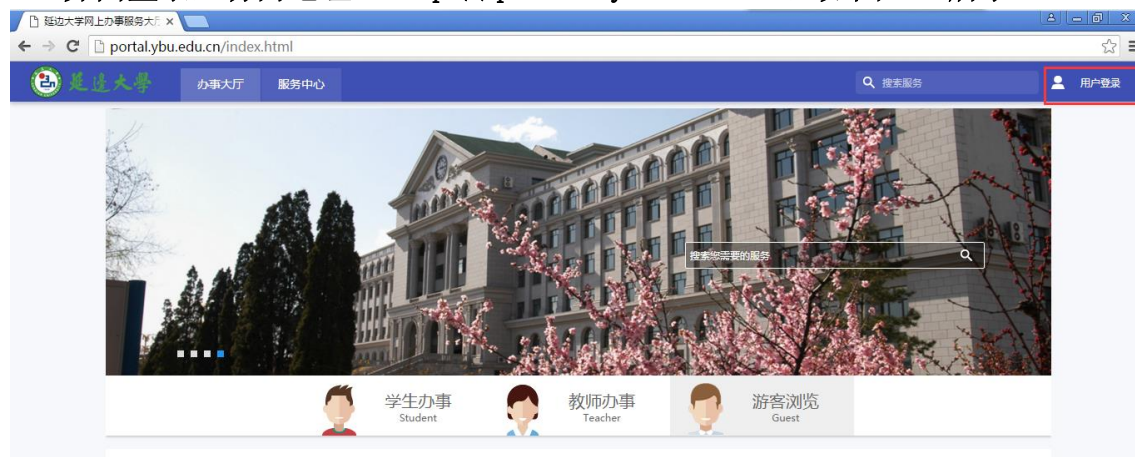 延边大学网上办事服务大厅
portal.ybu.edu.cn/index.html
延邊大學
办事大厅
服务中心
搜索服务
用户登录
搜索您需要的服务
学生办事
Student
教师办事
Teacher
游客浏览
Guest